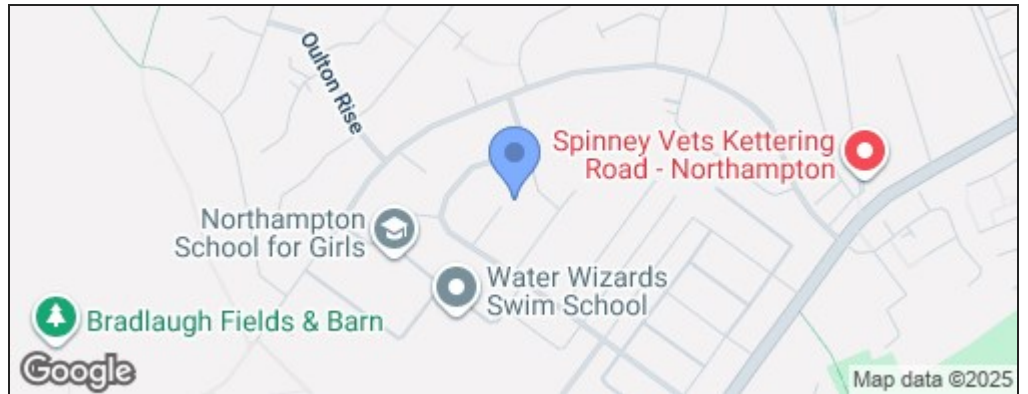 Oulton Rise
Spinney Vets Kettering
Road - Northampton
Northampton
School for Girls
Water Wizards
Swim School
Bradlaugh Fields & Barn
Google
Map data ©2025